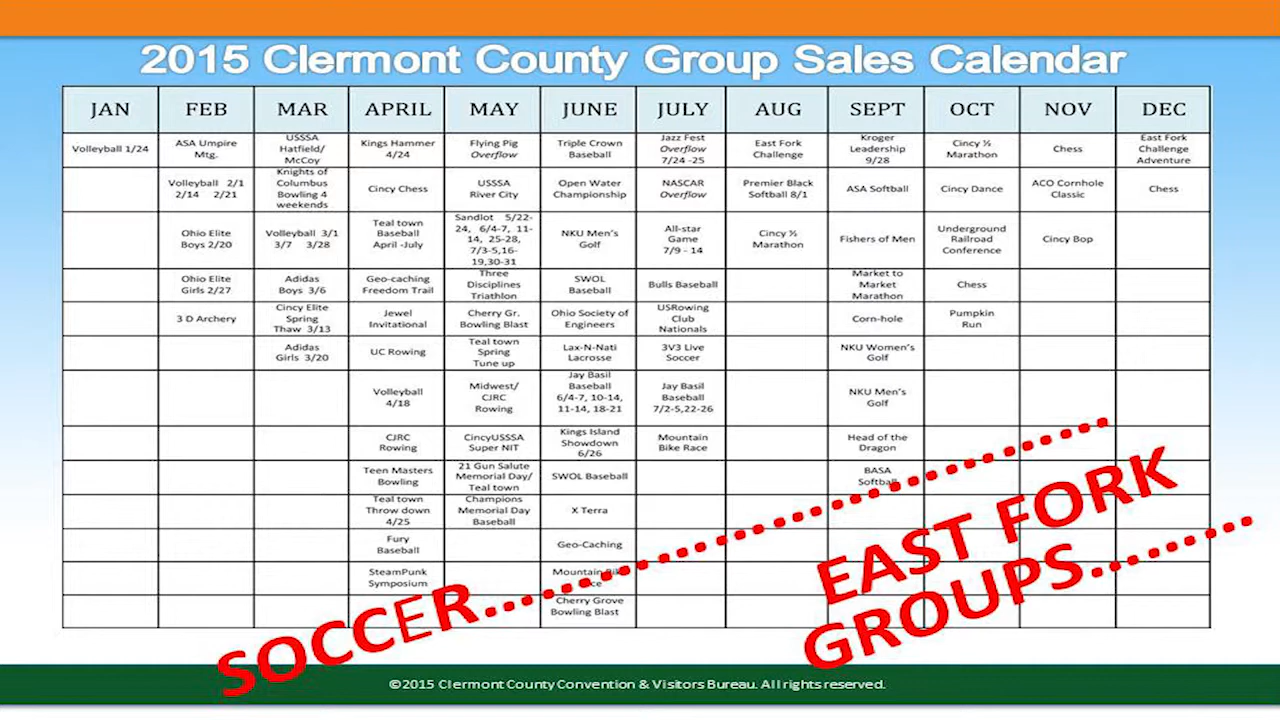 2015 Clermont County Group Sales Calendar
JAN FEB MAR APRIL MAY JUNE JULY AUG SEPT OCT NOV DEC
Volleyball 1/24
ASA Umpire
Mtg.
USSSA
Hatfield/
McCoy
Kings Hammer
4/24
Flying Pig
Overflow
Triple Crown
Baseball
Jazz Fest
Overflow
7/24 -25
East Fork
Challenge
Kroger
Leadership
9/28
Cincy ½
Marathon
Chess
East Fork
Challenge
Adventure
Volleyball 2/1
2/14 2/21
Knights of
Columbus
Bowling 4
weekends
Cincy Chess
USSSA
River City
Open Water
Championship
NASCAR
Overflow
Premier Black
Softball 8/1
ASA Softball
Cincy Dance
ACO Cornhole
Classic
Chess
Ohio Elite
Boys 2/20
Volleyball 3/1
3/7 3/28
Teal town
Baseball
April -July
Sandlot 5/22-
24, 6/4-7, 11-
14, 25-28,
7/3-5,16-
19,30-31
NKU Men's
Golf
All-star
Game
7/9 - 14
Cincy ½
Marathon
Fishers of Men
Underground
Railroad
Conference
Cincy Bop
Ohio Elite
Girls 2/27
Adidas
Boys 3/6
Geo-caching
Freedom Trail
Three
Disciplines
Triathlon
SWOL
Baseball
Bulls Baseball
Market to
Market
Marathon
Chess
3 D Archery
Cincy Elite
Spring
Thaw 3/13
Jewel
Invitational
Cherry Gr.
Bowling Blast
Ohio Society of
Engineers
USRowing
Club
Nationals
Corn-hole
Pumpkin
Run
Adidas
Girls 3/20
UC Rowing
Teal town
Spring
Tune up
Lax-N-Nati
Lacrosse
3V3 Live
Soccer
NKU Women's
Golf
Volleyball
4/18
Midwest/
CJRC
Rowing
Jay Basil
Baseball
6/4-7, 10-14,
11-14, 18-21
Jay Basil
Baseball
7/2-5,22-26
NKU Men's
Golf
CJRC
Rowing
CincyUSSSA
Super NIT
Kings Island
Showdown
6/26
Mountain
Bike Race
Head of the
Dragon
Teen Masters
Bowling
21 Gun Salute
Memorial Day/
Teal town
SWOL Baseball
BASA
Softball
Teal town
Throw down
4/25
Champions
Memorial Day
Baseball
X Terra
Fury
Baseball
Geo-Caching
SteamPunk
Symposium
Mountain
Cherry Grove
Bowling Blast
SOCCER
EAST FORK
GROUPS
©2015 Clermont County Convention & Visitors Bureau. All rights reserved.